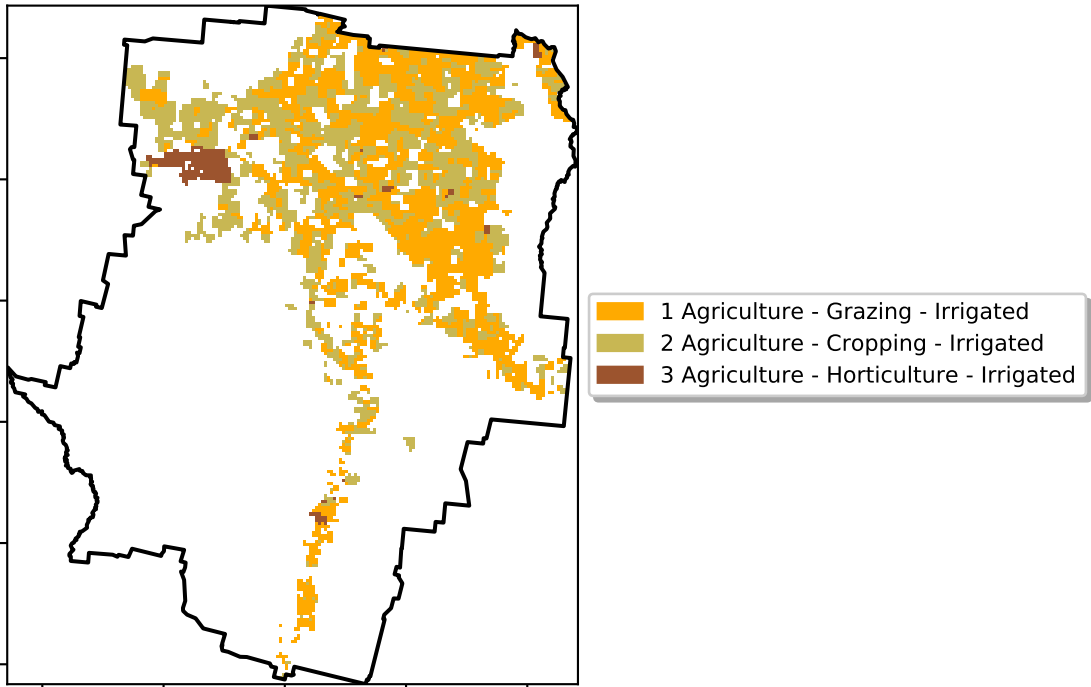 1 Agriculture - Grazing - Irrigated
2 Agriculture - Cropping - Irrigated
3 Agriculture - Horticulture - Irrigated